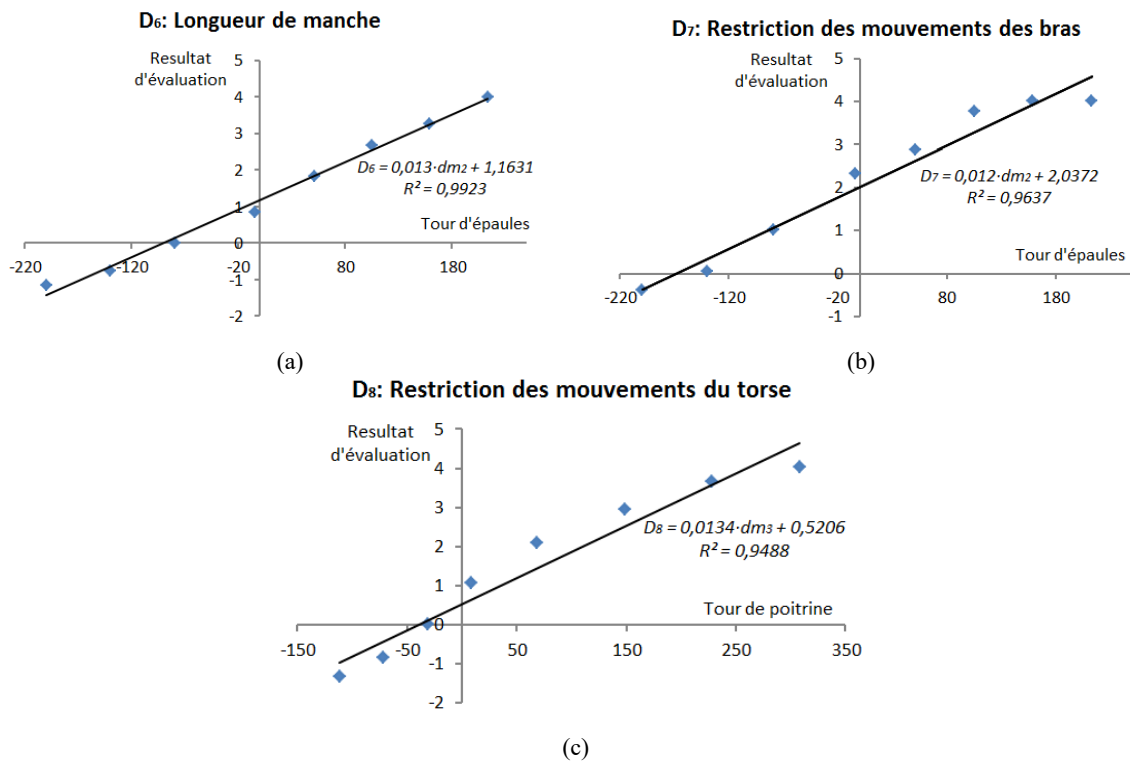 D₆: Longueur de manche
Resultat
d'évaluation
5
4
3
2
1
0
-1
-2
-220
-120
-20
80
180
D₆ = 0,013·dm₂ + 1,1631
R² = 0,9923
Tour d'épaules
(a)
D₇: Restriction des mouvements des bras
Resultat
d'évaluation
5
4
3
2
1
0
-1
-220
-120
-20
80
180
D₇ = 0,012·dm₂ + 2,0372
R² = 0,9637
Tour d'épaules
(b)
D₈: Restriction des mouvements du torse
Resultat
d'évaluation
5
4
3
2
1
0
-1
-2
-150
-50
50
150
250
350
D₈ = 0,0134·dm₃ + 0,5206
R² = 0,9488
Tour de poitrine
(c)